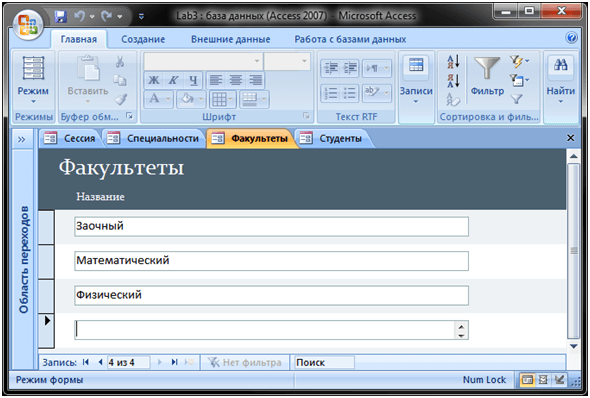 Lab3 : база данных (Access 2007) - Microsoft Access
Главная Создание Внешние данные Работа с базами данных
Режим Вставить Ж К Ч A ab Записи Фильтр Найти
Режимы Буфер обм... Шрифт Текст RTF Сортировка и филь...
Сессия Специальности Факультеты Студенты
Область переходов
Факультеты
Название
Заочный
Математический
Физический
Запись: 4 из 4 Нет фильтра Поиск
Режим формы Num Lock